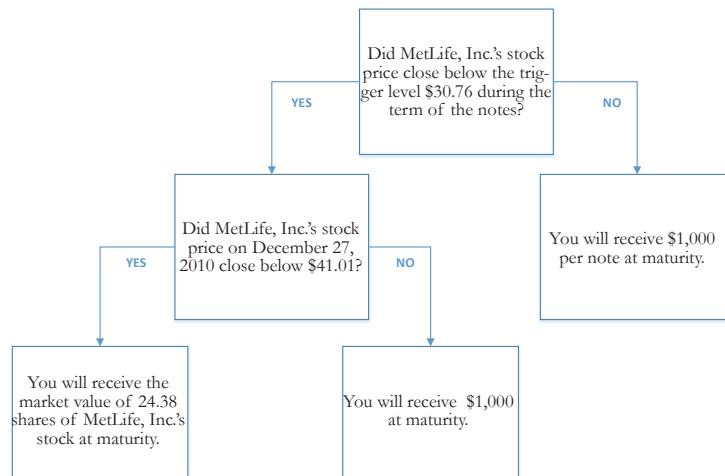 Did MetLife, Inc.'s stock
price close below the trig-
ger level $30.76 during the
term of the notes?
YES
NO
Did MetLife, Inc.'s stock
price on December 27,
2010 close below $41.01?
You will receive $1,000
per note at maturity.
YES
NO
You will receive the
market value of 24.38
shares of MetLife, Inc.'s
stock at maturity.
You will receive $1,000
at maturity.